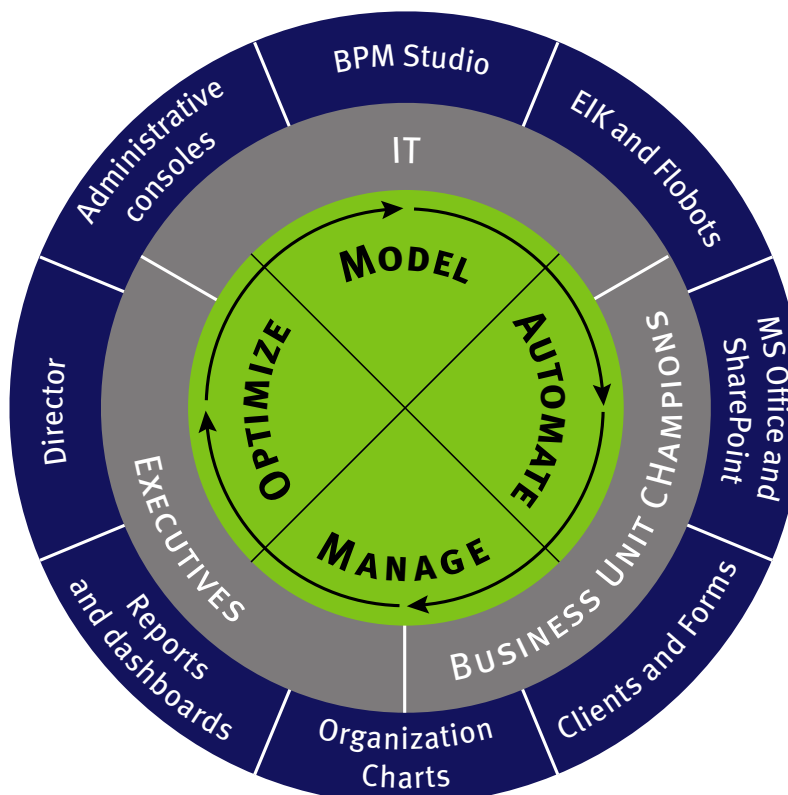 BPM Studio
EIK and Flobots
MS Office and
SharePoint
Clients and Forms
Organization
Charts
Reports
and dashboards
Director
Administrative
consoles
IT
BUSINESS UNIT CHAMPIONS
EXECUTIVES
MODEL
AUTOMATE
MANAGE
OPTIMIZE